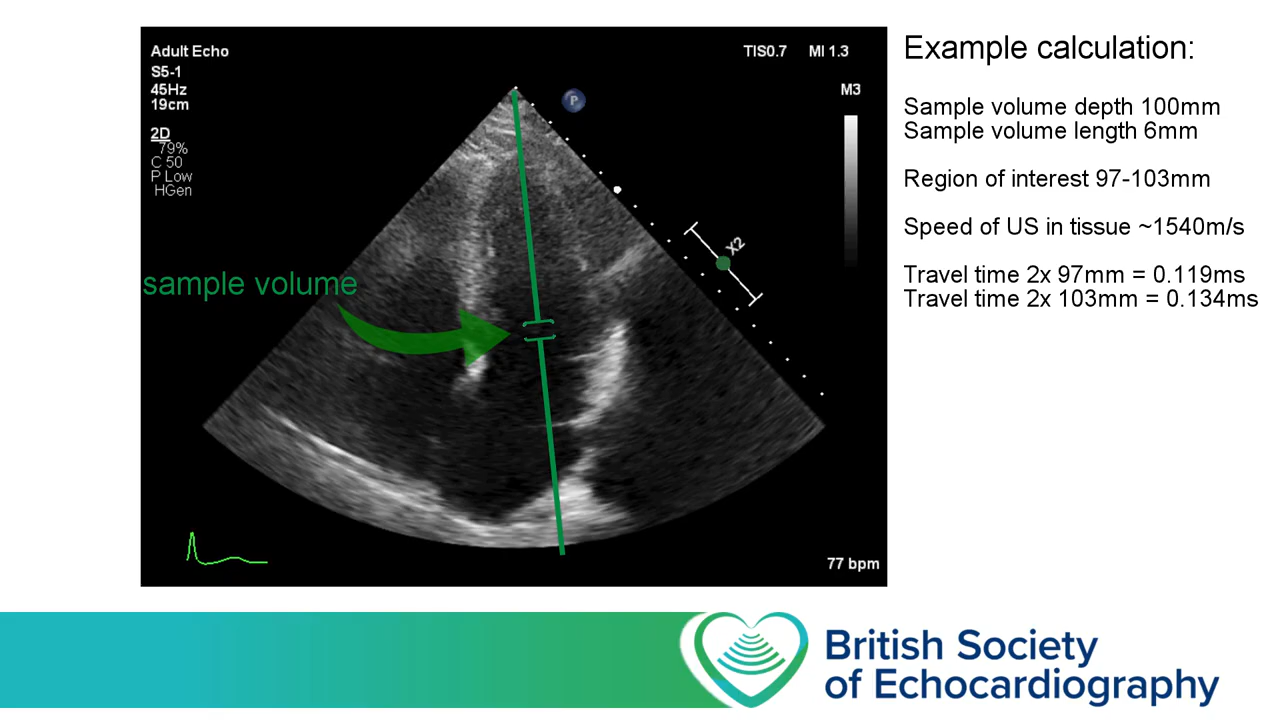 Adult Echo
TIS0.7 MI 1.3
S5-1
45Hz
19cm
M3
2D
79%
C 50
P Low
HGen
P
X2
sample volume
77 bpm
Example calculation:
Sample volume depth 100mm
Sample volume length 6mm
Region of interest 97-103mm
Speed of US in tissue ~1540m/s
Travel time 2x 97mm = 0.119ms
Travel time 2x 103mm = 0.134ms
British Society
of Echocardiography